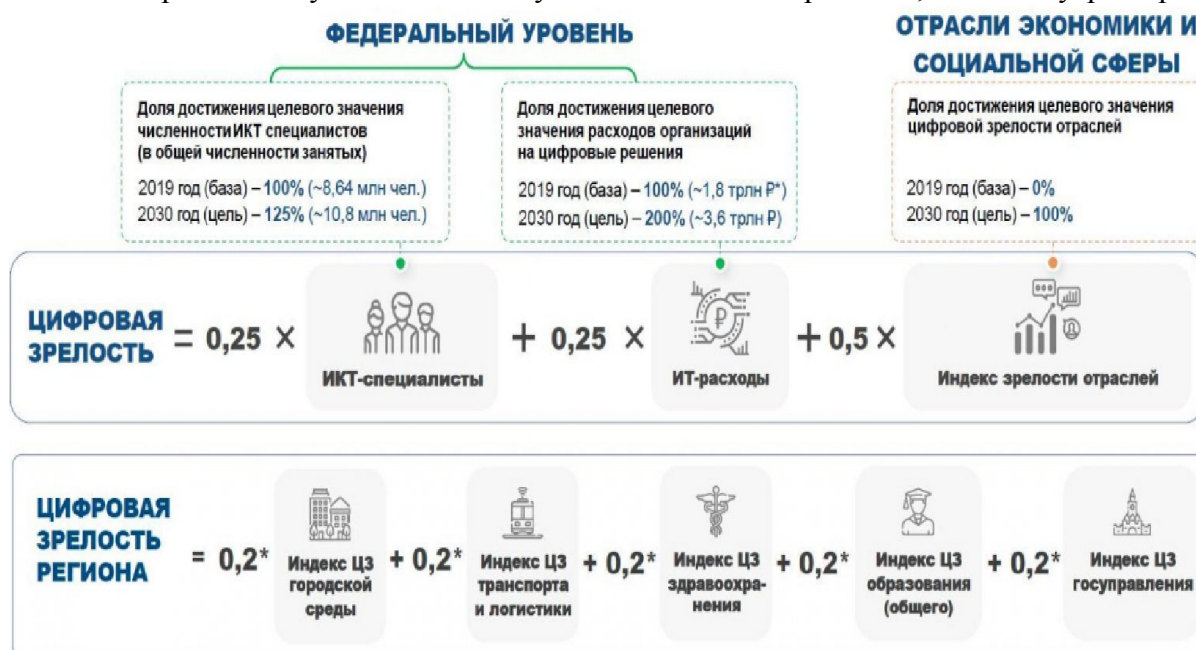 ФЕДЕРАЛЬНЫЙ УРОВЕНЬ
ОТРАСЛИ ЭКОНОМИКИ И
СОЦИАЛЬНОЙ СФЕРЫ
Доля достижения целевого значения
численности ИКТ специалистов
(в общей численности занятых)
2019 год (база) – 100% (~8,64 млн чел.)
2030 год (цель) – 125% (~10,8 млн чел.)
Доля достижения целевого
значения расходов организаций
на цифровые решения
2019 год (база) – 100% (~1,8 трлн ₽*)
2030 год (цель) – 200% (~3,6 трлн ₽)
Доля достижения целевого значения
цифровой зрелости отраслей
2019 год (база) – 0%
2030 год (цель) – 100%
ЦИФРОВАЯ
ЗРЕЛОСТЬ
= 0,25 × ИКТ-специалисты + 0,25 × ИТ-расходы + 0,5 × Индекс зрелости отраслей
ЦИФРОВАЯ
ЗРЕЛОСТЬ
РЕГИОНА
= 0,2*
Индекс ЦЗ
городской
среды
+ 0,2*
Индекс ЦЗ
транспорта
и логистики
+ 0,2*
Индекс ЦЗ
здравоохра-
нения
+ 0,2*
Индекс ЦЗ
образования
(общего)
+ 0,2*
Индекс ЦЗ
госуправления